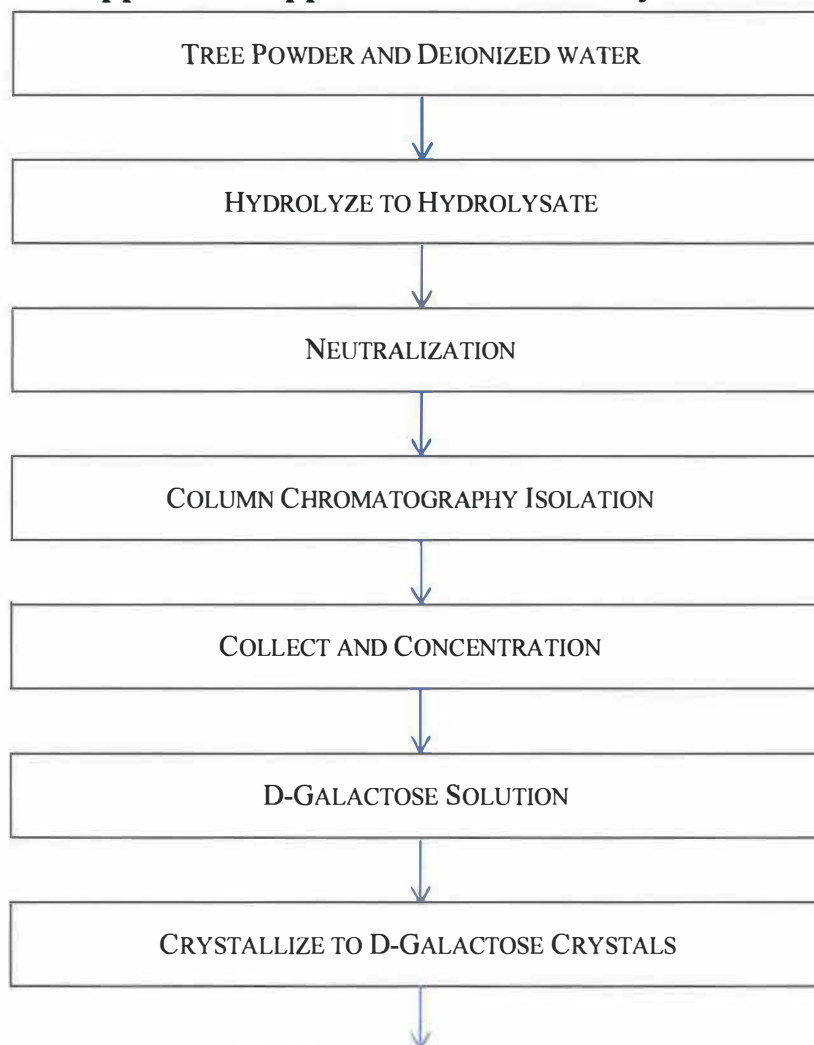 TREE POWDER AND DEIONIZED WATER
HYDROLYZE TO HYDROLYSATE
NEUTRALIZATION
COLUMN CHROMATOGRAPHY ISOLATION
COLLECT AND CONCENTRATION
D-GALACTOSE SOLUTION
CRYSTALLIZE TO D-GALACTOSE CRYSTALS